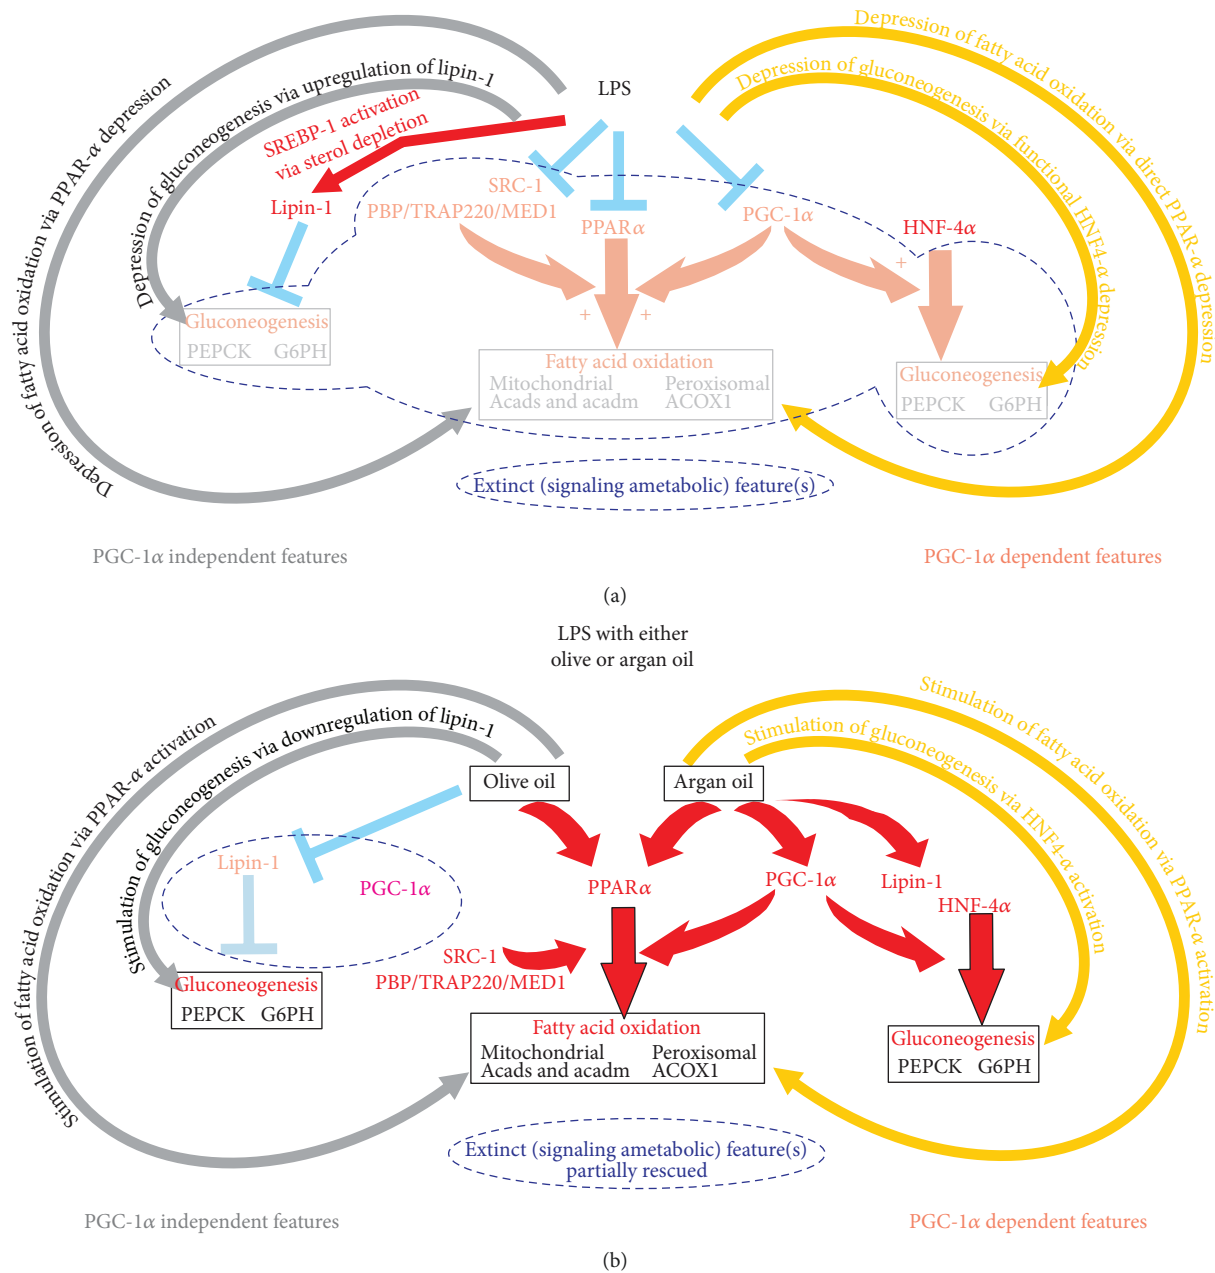 Depression of fatty acid oxidation via PPAR-α depression
Depression of gluconeogenesis via upregulation of lipin-1
SREBP-1 activation
via sterol depletion
LPS
Depression of fatty acid oxidation via direct PPAR-α depression
Depression of gluconeogenesis via functional HNF4-α depression
Lipin-1
SRC-1
PBP/TRAP220/MED1
PPARα
PGC-1α
HNF-4α
+
+
+
Gluconeogenesis
PEPCK G6PH
Fatty acid oxidation
Mitochondrial Peroxisomal
Acads and acadm ACOX1
Gluconeogenesis
PEPCK G6PH
Extinct (signaling ametabolic) feature(s)
PGC-1α independent features
PGC-1α dependent features
(a)
LPS with either
olive or argan oil
Stimulation of fatty acid oxidation via PPAR-α activation
Stimulation of gluconeogenesis via downregulation of lipin-1
Olive oil
Argan oil
Stimulation of fatty acid oxidation via PPAR-α activation
Stimulation of gluconeogenesis via HNF4-α activation
Lipin-1
PGC-1α
PPARα
PGC-1α
Lipin-1
HNF-4α
SRC-1
PBP/TRAP220/MED1
Gluconeogenesis
PEPCK G6PH
Fatty acid oxidation
Mitochondrial Peroxisomal
Acads and acadm ACOX1
Gluconeogenesis
PEPCK G6PH
Extinct (signaling ametabolic) feature(s)
partially rescued
PGC-1α independent features
PGC-1α dependent features
(b)